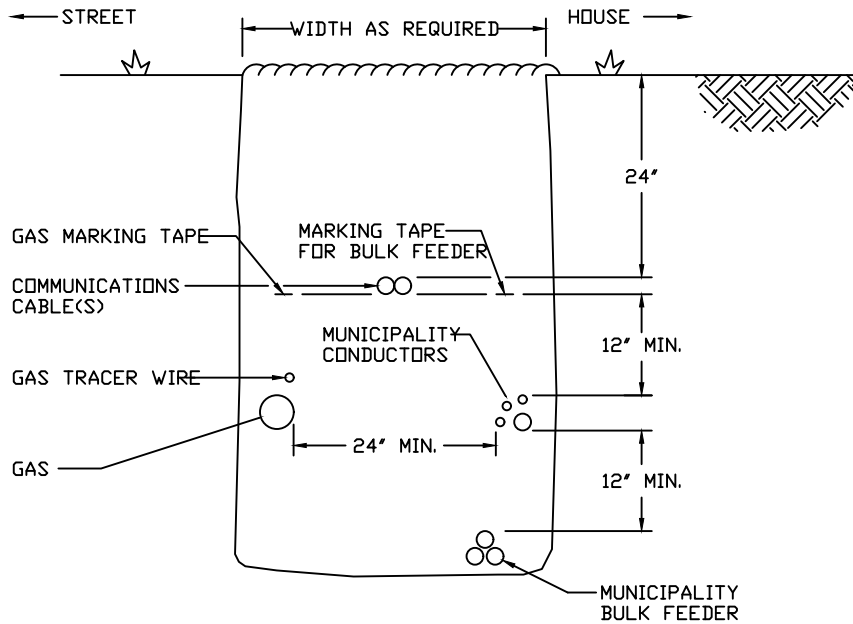 STREET
WIDTH AS REQUIRED
HOUSE
24"
GAS MARKING TAPE
MARKING TAPE
FOR BULK FEEDER
COMMUNICATIONS
CABLE(S)
MUNICIPALITY
CONDUCTORS
12" MIN.
GAS TRACER WIRE
24" MIN.
GAS
12" MIN.
MUNICIPALITY
BULK FEEDER